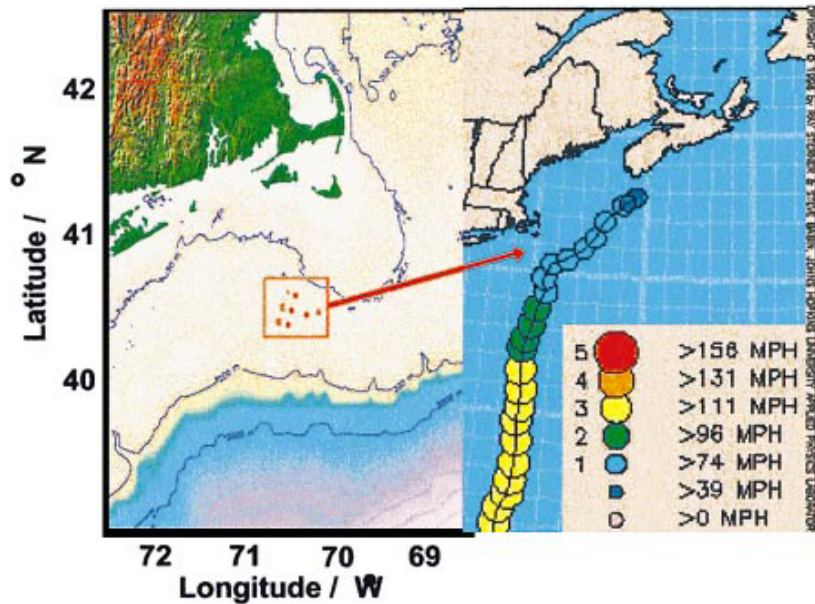 42
41
40
Latitude / °N
72 71 70 69
Longitude / °W
5 >156 MPH
4 >131 MPH
3 >111 MPH
2 >96 MPH
1 >74 MPH
>39 MPH
>0 MPH